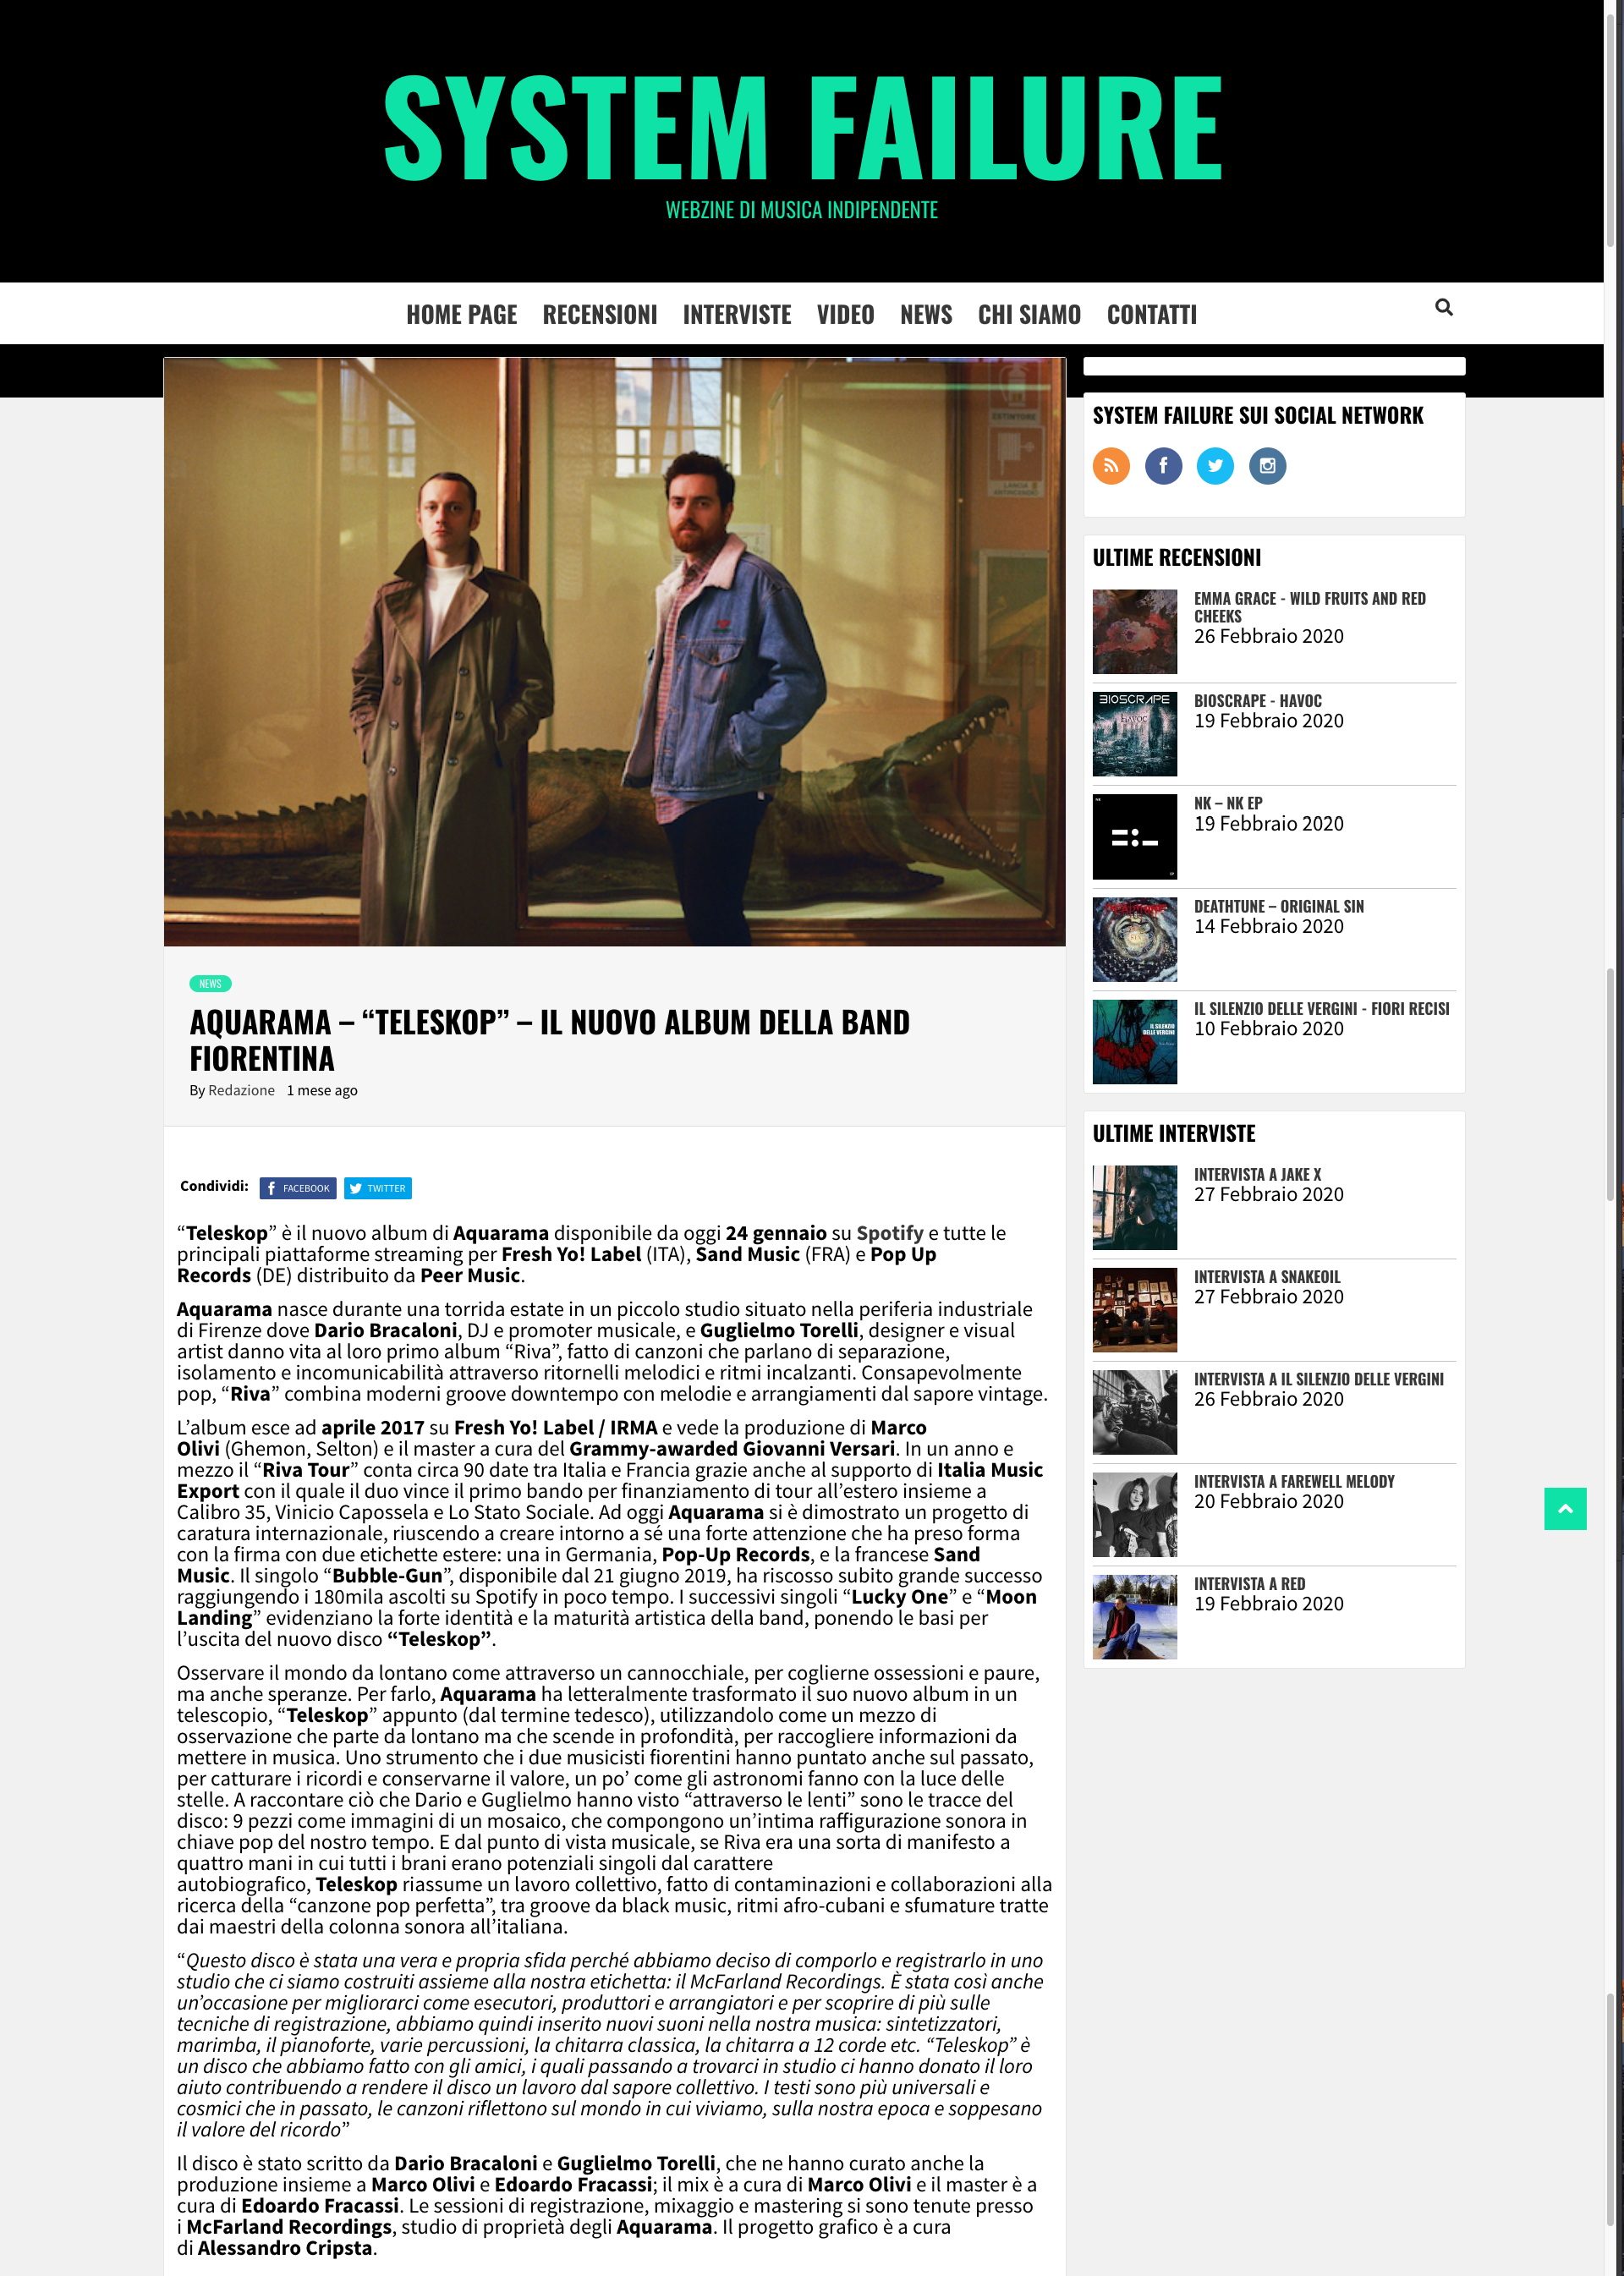 SYSTEM FAILURE
WEBZINE DI MUSICA INDIPENDENTE
HOME PAGE RECENSIONI INTERVISTE VIDEO NEWS CHI SIAMO CONTATTI
ESTINTORE
LANCIA
ANTINCENDIO
NEWS
AQUARAMA – “TELESKOP” – IL NUOVO ALBUM DELLA BAND
FIORENTINA
By Redazione 1 mese ago
Condividi: FACEBOOK TWITTER
“Teleskop” è il nuovo album di Aquarama disponibile da oggi 24 gennaio su Spotify e tutte le
principali piattaforme streaming per Fresh Yo! Label (ITA), Sand Music (FRA) e Pop Up
Records (DE) distribuito da Peer Music.
Aquarama nasce durante una torrida estate in un piccolo studio situato nella periferia industriale
di Firenze dove Dario Bracaloni, DJ e promoter musicale, e Guglielmo Torelli, designer e visual
artist danno vita al loro primo album “Riva”, fatto di canzoni che parlano di separazione,
isolamento e incomunicabilità attraverso ritornelli melodici e ritmi incalzanti. Consapevolmente
pop, “Riva” combina moderni groove downtempo con melodie e arrangiamenti dal sapore vintage.
L’album esce ad aprile 2017 su Fresh Yo! Label / IRMA e vede la produzione di Marco
Olivi (Ghemon, Selton) e il master a cura del Grammy-awarded Giovanni Versari. In un anno e
mezzo il “Riva Tour” conta circa 90 date tra Italia e Francia grazie anche al supporto di Italia Music
Export con il quale il duo vince il primo bando per finanziamento di tour all’estero insieme a
Calibro 35, Vinicio Capossela e Lo Stato Sociale. Ad oggi Aquarama si è dimostrato un progetto di
caratura internazionale, riuscendo a creare intorno a sé una forte attenzione che ha preso forma
con la firma con due etichette estere: una in Germania, Pop-Up Records, e la francese Sand
Music. Il singolo “Bubble-Gun”, disponibile dal 21 giugno 2019, ha riscosso subito grande successo
raggiungendo i 180mila ascolti su Spotify in poco tempo. I successivi singoli “Lucky One” e “Moon
Landing” evidenziano la forte identità e la maturità artistica della band, ponendo le basi per
l’uscita del nuovo disco “Teleskop”.
Osservare il mondo da lontano come attraverso un cannocchiale, per coglierne ossessioni e paure,
ma anche speranze. Per farlo, Aquarama ha letteralmente trasformato il suo nuovo album in un
telescopio, “Teleskop” appunto (dal termine tedesco), utilizzandolo come un mezzo di
osservazione che parte da lontano ma che scende in profondità, per raccogliere informazioni da
mettere in musica. Uno strumento che i due musicisti fiorentini hanno puntato anche sul passato,
per catturare i ricordi e conservarne il valore, un po’ come gli astronomi fanno con la luce delle
stelle. A raccontare ciò che Dario e Guglielmo hanno visto “attraverso le lenti” sono le tracce del
disco: 9 pezzi come immagini di un mosaico, che compongono un’intima raffigurazione sonora in
chiave pop del nostro tempo. E dal punto di vista musicale, se Riva era una sorta di manifesto a
quattro mani in cui tutti i brani erano potenziali singoli dal carattere
autobiografico, Teleskop riassume un lavoro collettivo, fatto di contaminazioni e collaborazioni alla
ricerca della “canzone pop perfetta”, tra groove da black music, ritmi afro-cubani e sfumature tratte
dai maestri della colonna sonora all’italiana.
“Questo disco è stata una vera e propria sfida perché abbiamo deciso di comporlo e registrarlo in uno
studio che ci siamo costruiti assieme alla nostra etichetta: il McFarland Recordings. È stata così anche
un’occasione per migliorarci come esecutori, produttori e arrangiatori e per scoprire di più sulle
tecniche di registrazione, abbiamo quindi inserito nuovi suoni nella nostra musica: sintetizzatori,
marimba, il pianoforte, varie percussioni, la chitarra classica, la chitarra a 12 corde etc. “Teleskop” è
un disco che abbiamo fatto con gli amici, i quali passando a trovarci in studio ci hanno donato il loro
aiuto contribuendo a rendere il disco un lavoro dal sapore collettivo. I testi sono più universali e
cosmici che in passato, le canzoni riflettono sul mondo in cui viviamo, sulla nostra epoca e soppesano
il valore del ricordo”
Il disco è stato scritto da Dario Bracaloni e Guglielmo Torelli, che ne hanno curato anche la
produzione insieme a Marco Olivi e Edoardo Fracassi; il mix è a cura di Marco Olivi e il master è a
cura di Edoardo Fracassi. Le sessioni di registrazione, mixaggio e mastering si sono tenute presso
i McFarland Recordings, studio di proprietà degli Aquarama. Il progetto grafico è a cura
di Alessandro Cripsta.
SYSTEM FAILURE SUI SOCIAL NETWORK
ULTIME RECENSIONI
EMMA GRACE - WILD FRUITS AND RED
CHEEKS
26 Febbraio 2020
BIOSCRAPE
HAVOC
BIOSCRAPE - HAVOC
19 Febbraio 2020
NK – NK EP
19 Febbraio 2020
DEATHTUNE – ORIGINAL SIN
14 Febbraio 2020
IL SILENZIO
DELLE VERGINI
IL SILENZIO DELLE VERGINI - FIORI RECISI
10 Febbraio 2020
ULTIME INTERVISTE
INTERVISTA A JAKE X
27 Febbraio 2020
INTERVISTA A SNAKEOIL
27 Febbraio 2020
INTERVISTA A IL SILENZIO DELLE VERGINI
26 Febbraio 2020
INTERVISTA A FAREWELL MELODY
20 Febbraio 2020
INTERVISTA A RED
19 Febbraio 2020